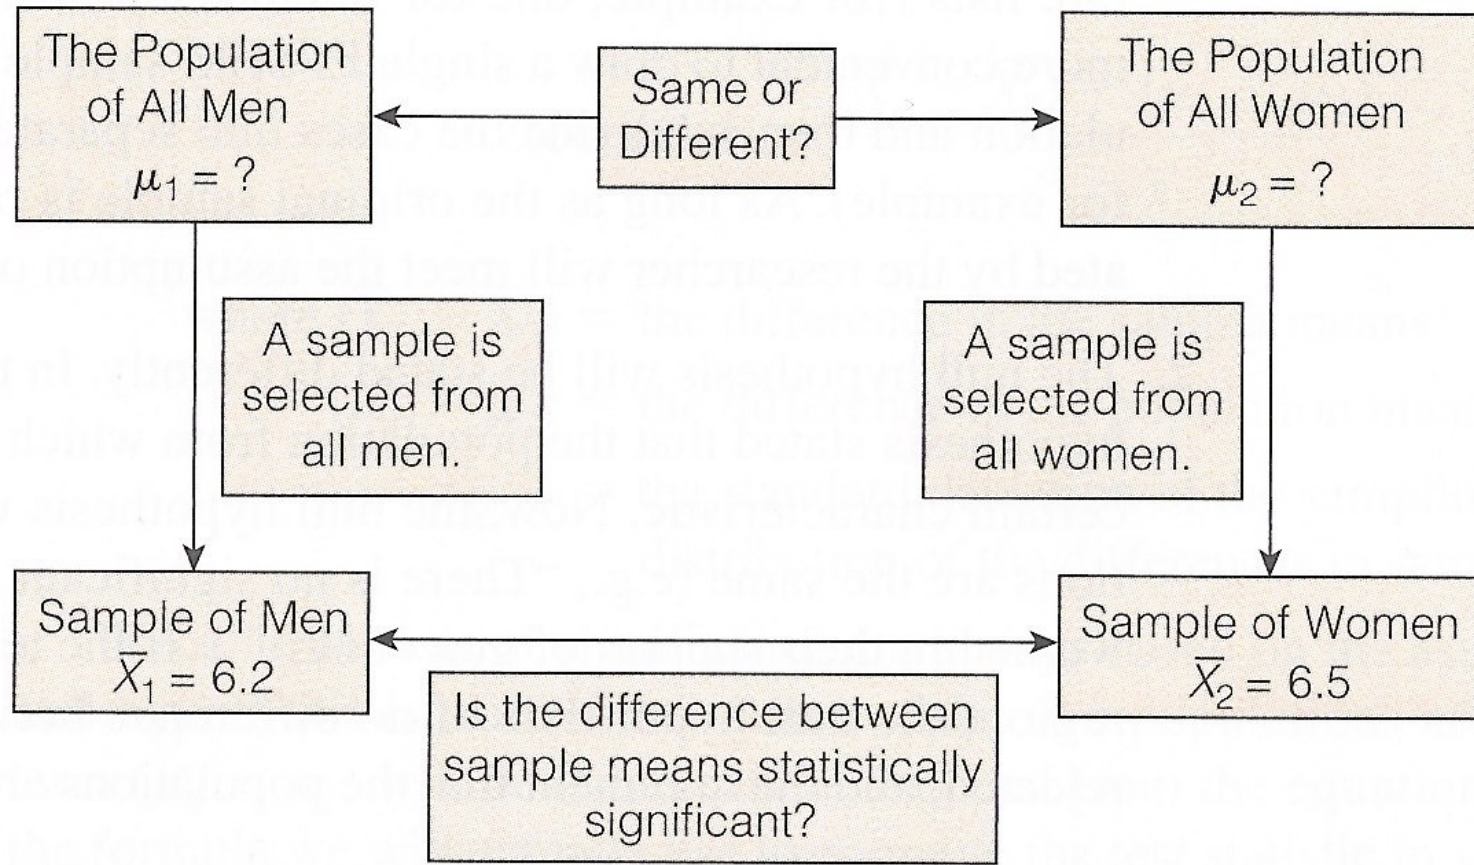 The Population
of All Men
μ₁ = ?
Same or
Different?
The Population
of All Women
μ₂ = ?
A sample is
selected from
all men.
A sample is
selected from
all women.
Sample of Men
X̅₁ = 6.2
Sample of Women
X̅₂ = 6.5
Is the difference between
sample means statistically
significant?